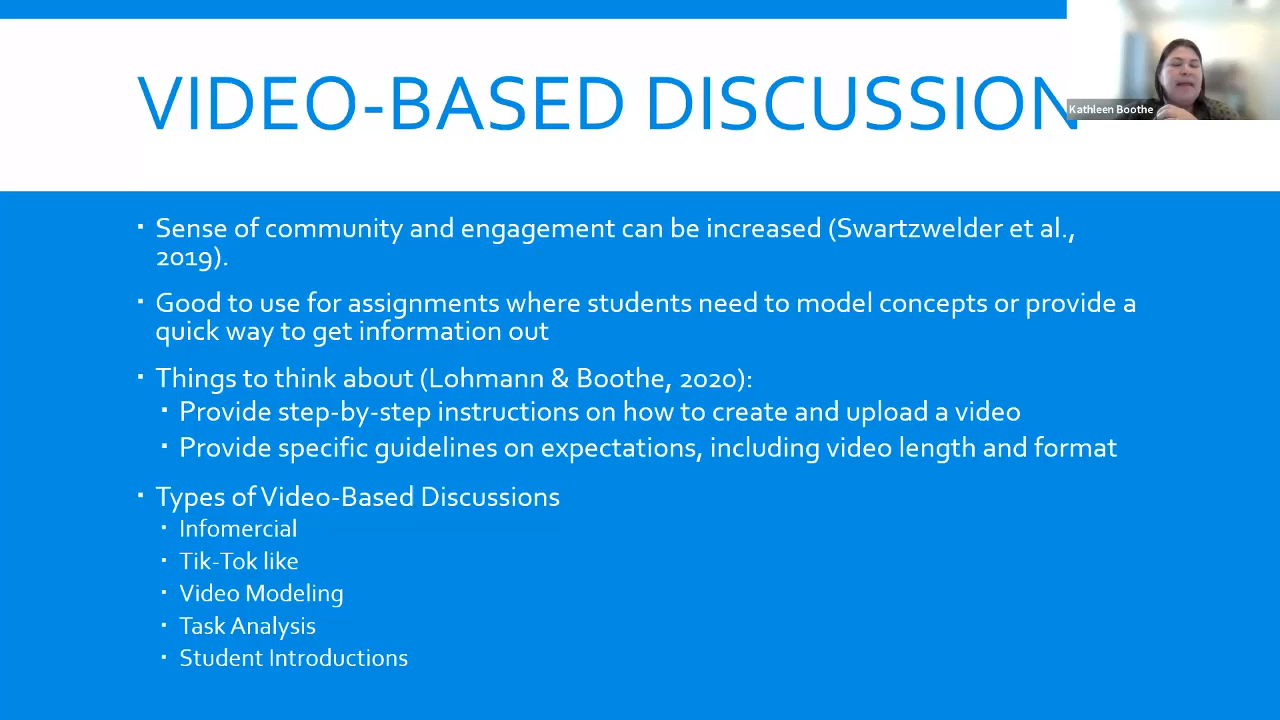 VIDEO-BASED DISCUSSION
Kathleen Boothe
▪ Sense of community and engagement can be increased (Swartzwelder et al.,
2019).
▪ Good to use for assignments where students need to model concepts or provide a
quick way to get information out
▪ Things to think about (Lohmann & Boothe, 2020):
▪ Provide step-by-step instructions on how to create and upload a video
▪ Provide specific guidelines on expectations, including video length and format
▪ Types of Video-Based Discussions
▪ Infomercial
▪ Tik-Tok like
▪ Video Modeling
▪ Task Analysis
▪ Student Introductions